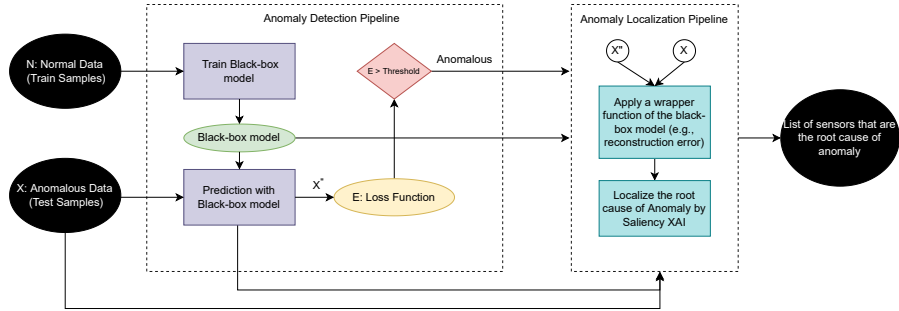 Anomaly Detection Pipeline
Anomaly Localization Pipeline
N: Normal Data
(Train Samples)
Train Black-box
model
E > Threshold
Anomalous
X"
X
Black-box model
Apply a wrapper
function of the black-
box model (e.g.,
reconstruction error)
List of sensors that are
the root cause of
anomaly
X: Anomalous Data
(Test Samples)
Prediction with
Black-box model
X"
E: Loss Function
Localize the root
cause of Anomaly by
Saliency XAI